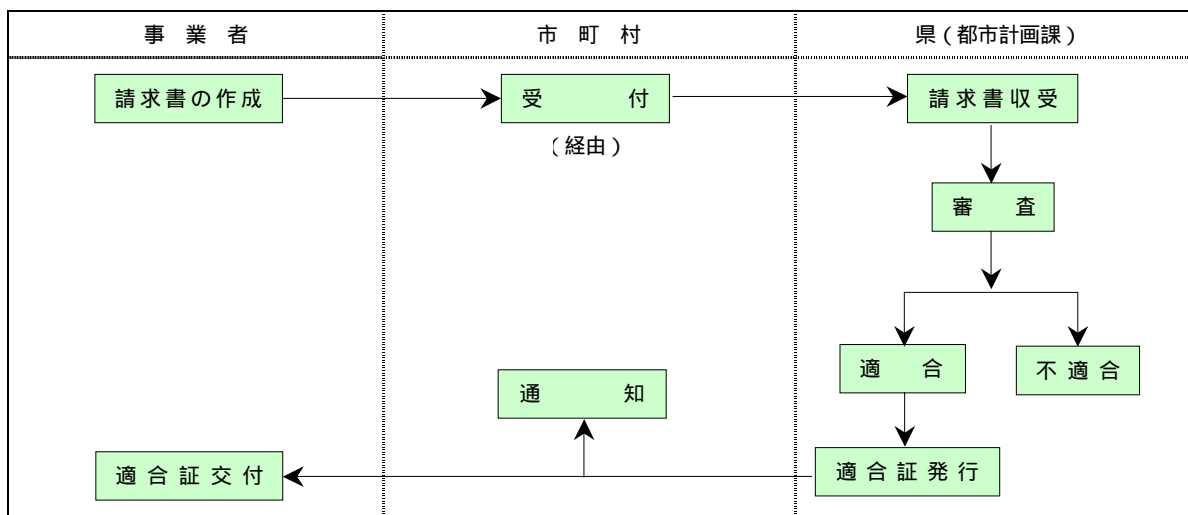 事業者 市町村 県(都市計画課)
請求書の作成 受付 請求書収受
(経由)
審査
適合 不適合
通知
適合証交付 適合証発行